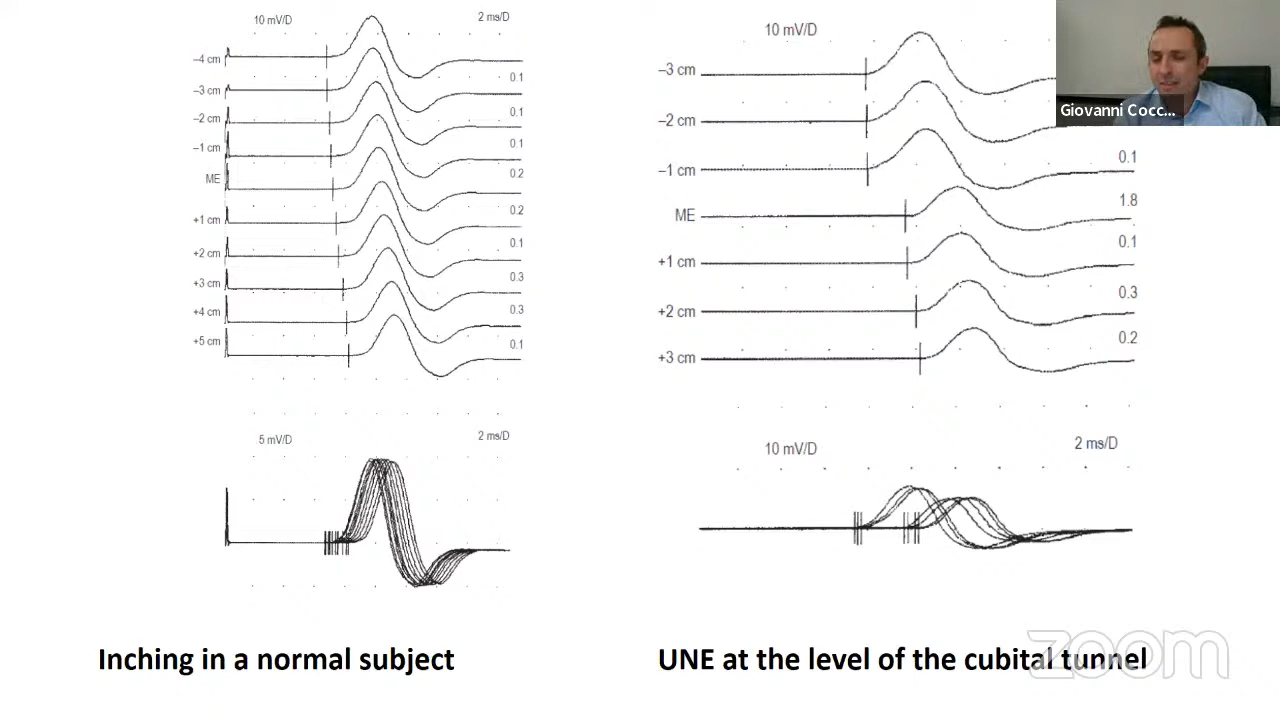 10 mV/D
2 ms/D
–4 cm
0.1
–3 cm
0.1
–2 cm
0.1
–1 cm
0.2
ME
0.2
+1 cm
0.1
+2 cm
0.3
+3 cm
0.3
+4 cm
0.1
+5 cm
5 mV/D
2 ms/D
Inching in a normal subject
10 mV/D
–3 cm
–2 cm
–1 cm
0.1
ME
1.8
+1 cm
0.1
+2 cm
0.3
+3 cm
0.2
10 mV/D
2 ms/D
UNE at the level of the cubital tunnel
Giovanni Cocc...
zoom